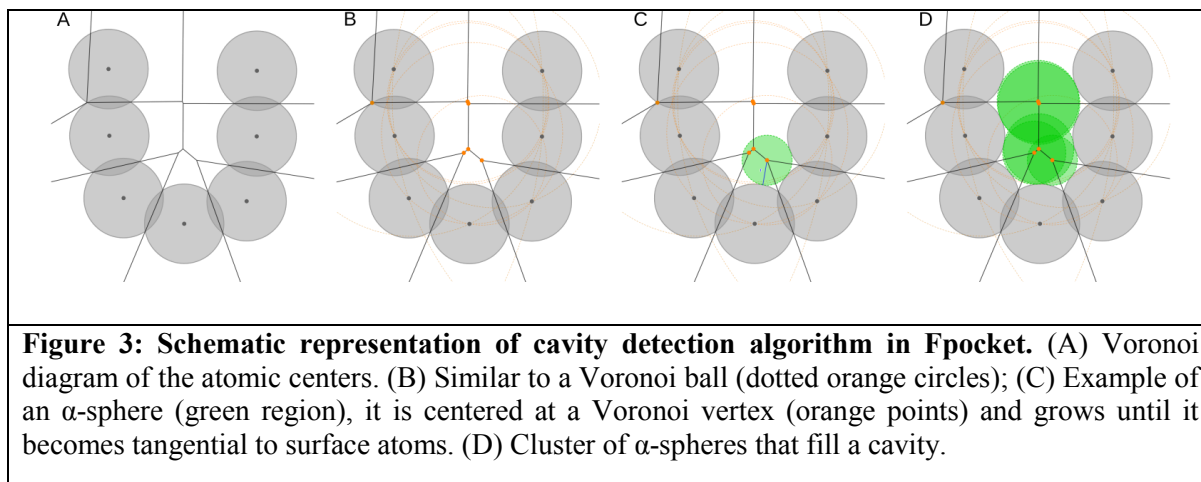 A
B
C
D
Figure 3: Schematic representation of cavity detection algorithm in Fpocket. (A) Voronoi
diagram of the atomic centers. (B) Similar to a Voronoi ball (dotted orange circles); (C) Example of
an α-sphere (green region), it is centered at a Voronoi vertex (orange points) and grows until it
becomes tangential to surface atoms. (D) Cluster of α-spheres that fill a cavity.